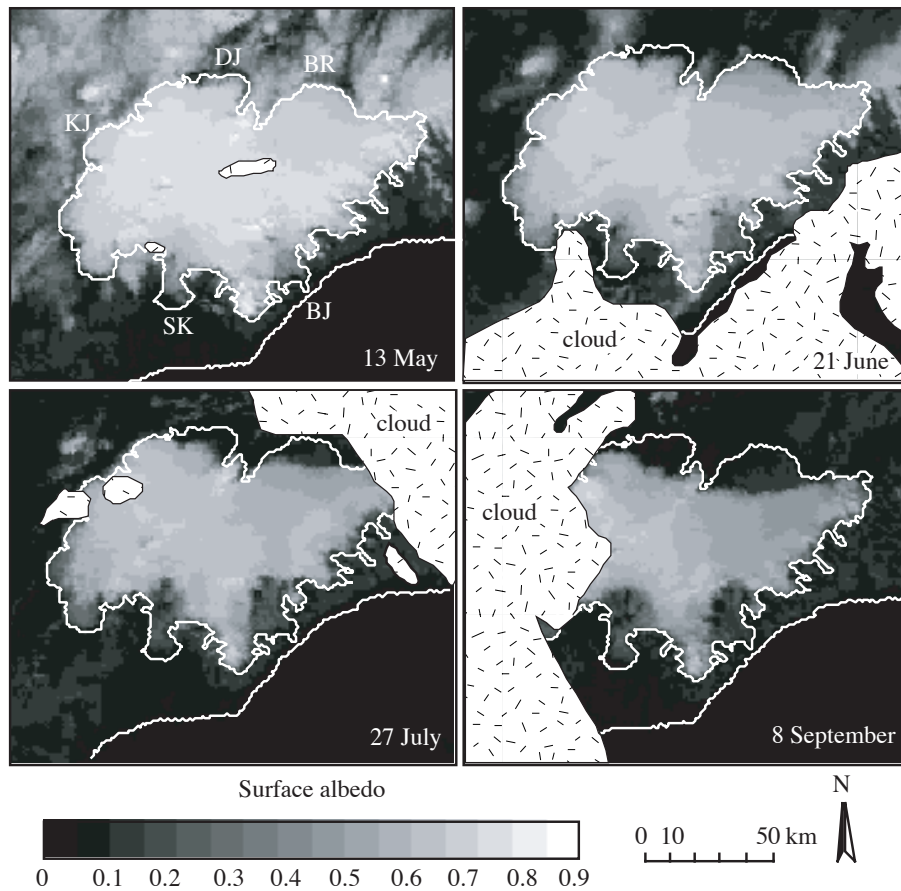 DJ
BR
KJ
SK
BJ
13 May
cloud
21 June
cloud
27 July
cloud
8 September
Surface albedo
0 0.1 0.2 0.3 0.4 0.5 0.6 0.7 0.8 0.9
0 10 50 km
N